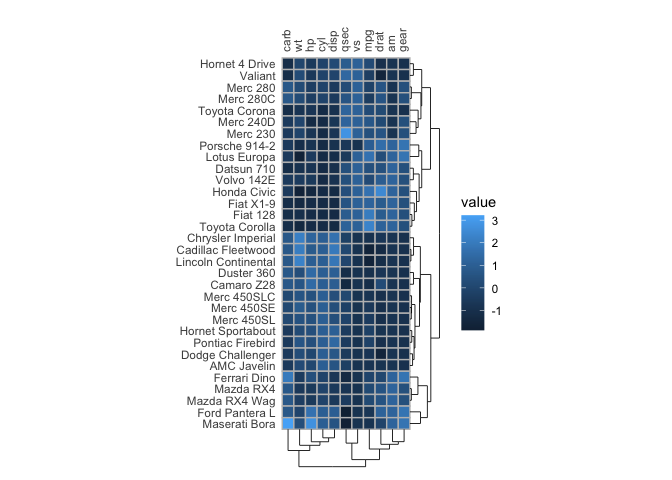 carb wt hp cyl disp qsec vs mpg drat am gear
Hornet 4 Drive
Valiant
Merc 280
Merc 280C
Toyota Corona
Merc 240D
Merc 230
Porsche 914-2
Lotus Europa
Datsun 710
Volvo 142E
Honda Civic
Fiat X1-9
Fiat 128
Toyota Corolla
Chrysler Imperial
Cadillac Fleetwood
Lincoln Continental
Duster 360
Camaro Z28
Merc 450SLC
Merc 450SE
Merc 450SL
Hornet Sportabout
Pontiac Firebird
Dodge Challenger
AMC Javelin
Ferrari Dino
Mazda RX4
Mazda RX4 Wag
Ford Pantera L
Maserati Bora
value
3
2
1
0
-1